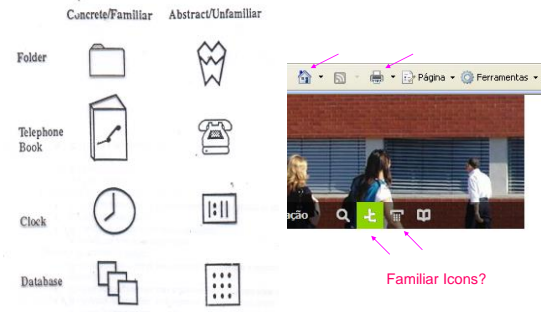 Concrete/Familiar Abstract/Unfamiliar
Folder
Telephone
Book
Clock
Database
Página Ferramentas
ação
Familiar Icons?